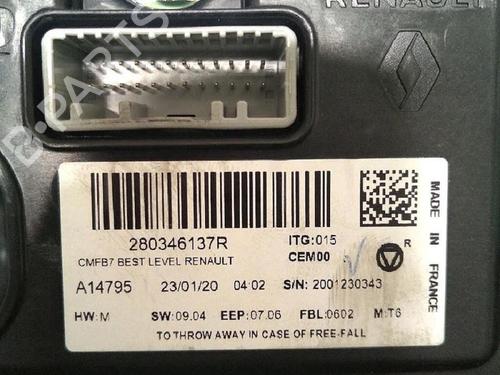 RENAULT
B-PARTS
280346137R
ITG:015
CMFB7 BEST LEVEL RENAULT
CEM00
R
A14795 23/01/20 04:02 S/N: 2001230343
HW:M SW:09.04 EEP:07.06 FBL:0602 M:T6
TO THROW AWAY IN CASE OF FREE-FALL
MADE IN FRANCE